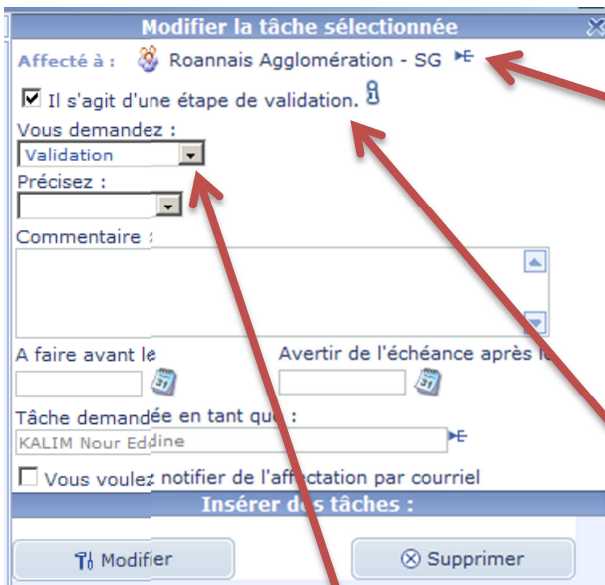 Modifier la tâche sélectionnée
Affecté à : Roannais Agglomération - SG
Il s'agit d'une étape de validation.
Vous demandez :
Validation
Précisez :
Commentaire :
A faire avant le Avertir de l'échéance après le
Tâche demandée en tant que :
KALIM Nour Eddine
Vous voulez notifier de l'affectation par courriel
Insérer des tâches :
Modifier Supprimer